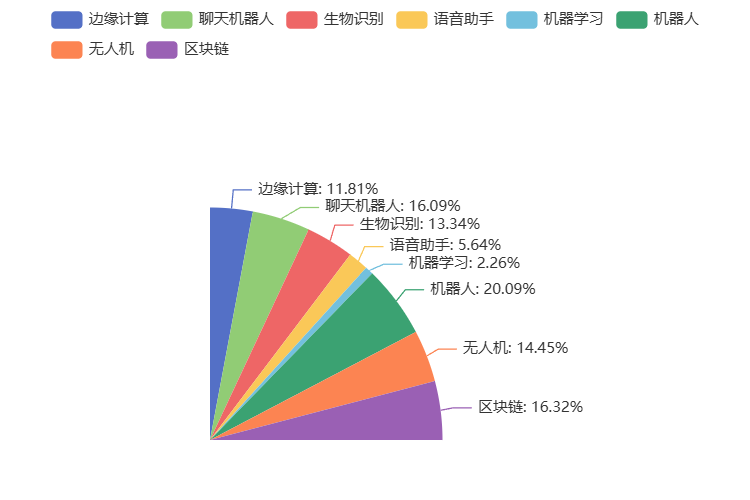 边缘计算 聊天机器人 生物识别 语音助手 机器学习 机器人
无人机 区块链
边缘计算: 11.81%
聊天机器人: 16.09%
生物识别: 13.34%
语音助手: 5.64%
机器学习: 2.26%
机器人: 20.09%
无人机: 14.45%
区块链: 16.32%